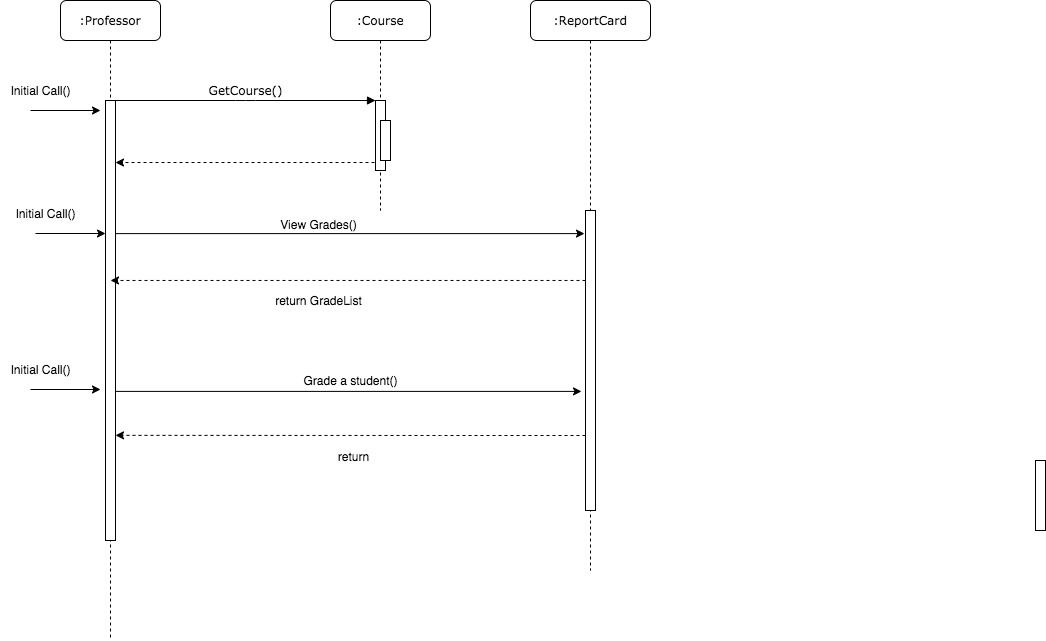 :Professor
:Course
:ReportCard
Initial Call()
GetCourse()
Initial Call()
View Grades()
return GradeList
Initial Call()
Grade a student()
return